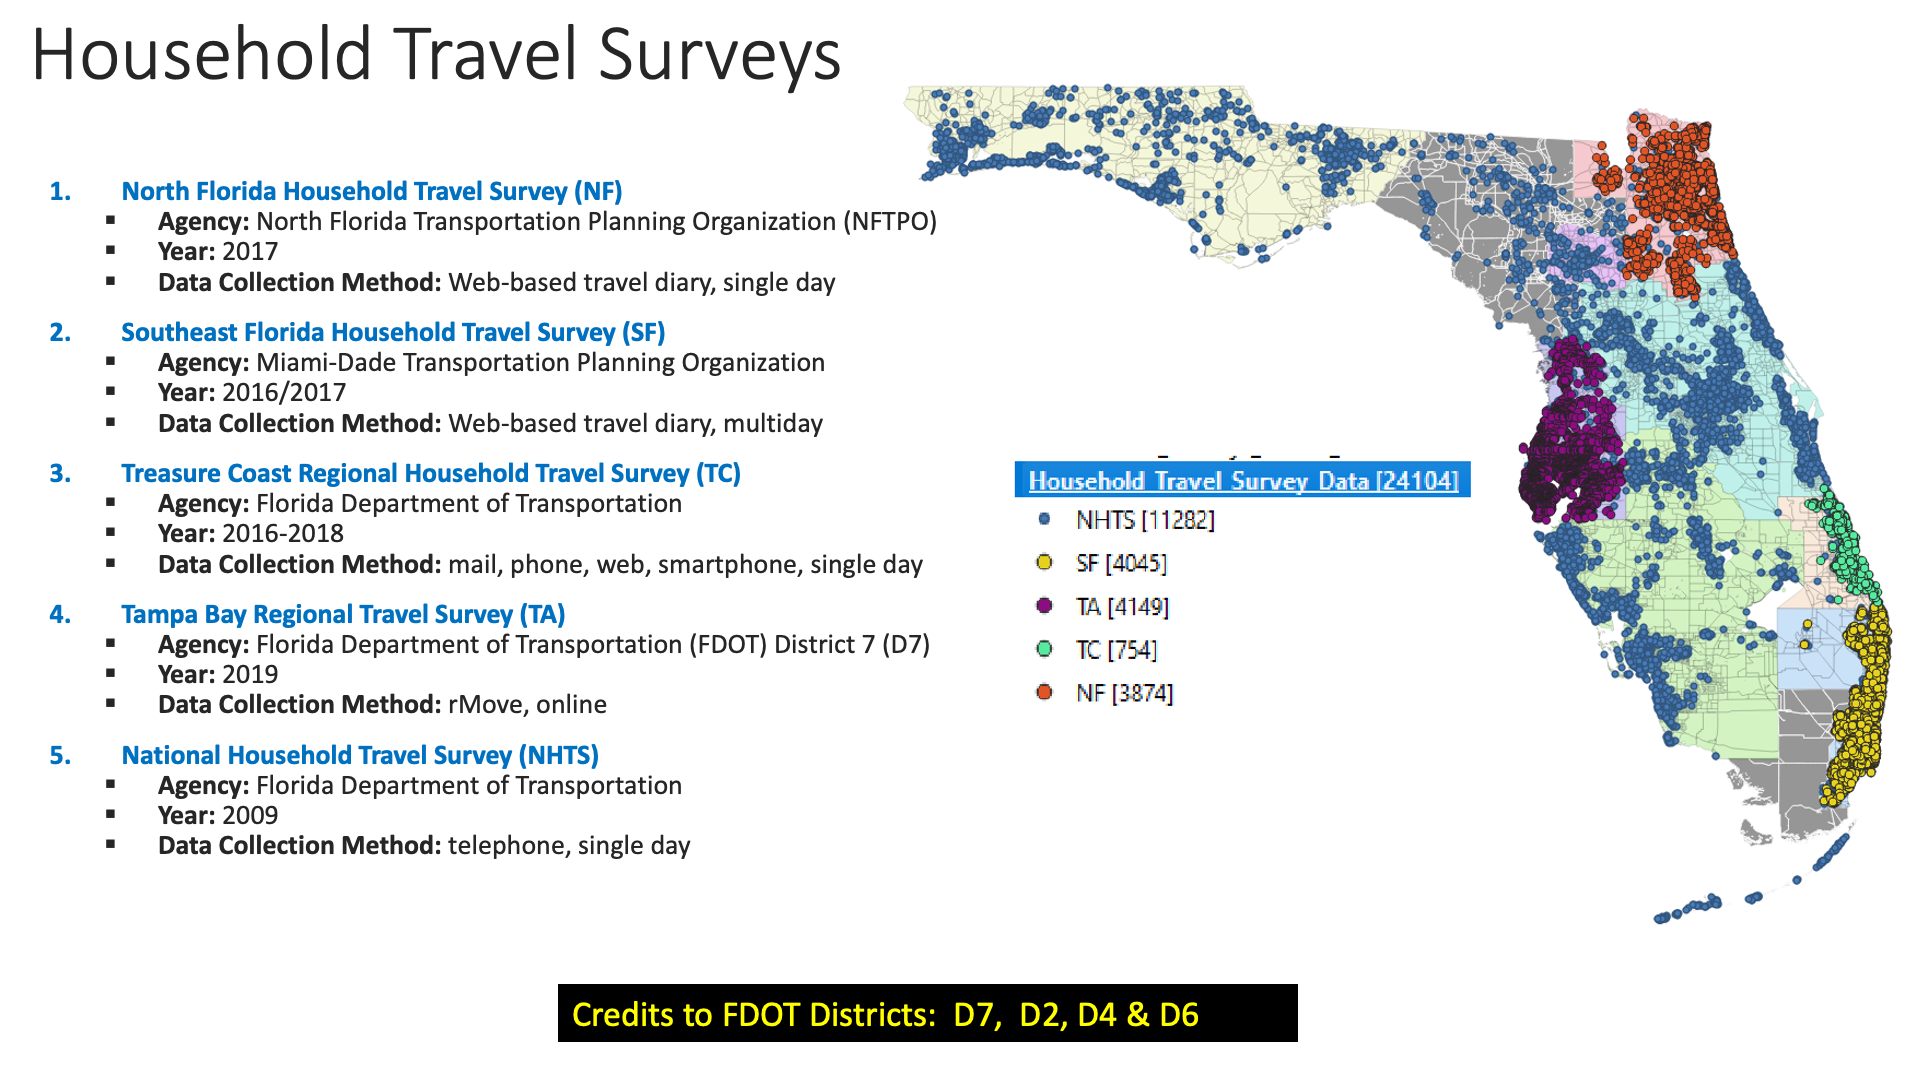 Household Travel Surveys
1. North Florida Household Travel Survey (NF)
▪ Agency: North Florida Transportation Planning Organization (NFTPO)
▪ Year: 2017
▪ Data Collection Method: Web-based travel diary, single day
2. Southeast Florida Household Travel Survey (SF)
▪ Agency: Miami-Dade Transportation Planning Organization
▪ Year: 2016/2017
▪ Data Collection Method: Web-based travel diary, multiday
3. Treasure Coast Regional Household Travel Survey (TC)
▪ Agency: Florida Department of Transportation
▪ Year: 2016-2018
▪ Data Collection Method: mail, phone, web, smartphone, single day
4. Tampa Bay Regional Travel Survey (TA)
▪ Agency: Florida Department of Transportation (FDOT) District 7 (D7)
▪ Year: 2019
▪ Data Collection Method: rMove, online
5. National Household Travel Survey (NHTS)
▪ Agency: Florida Department of Transportation
▪ Year: 2009
▪ Data Collection Method: telephone, single day
Household Travel Survey Data [24104]
NHTS [11282]
SF [4045]
TA [4149]
TC [754]
NF [3874]
Credits to FDOT Districts: D7, D2, D4 & D6